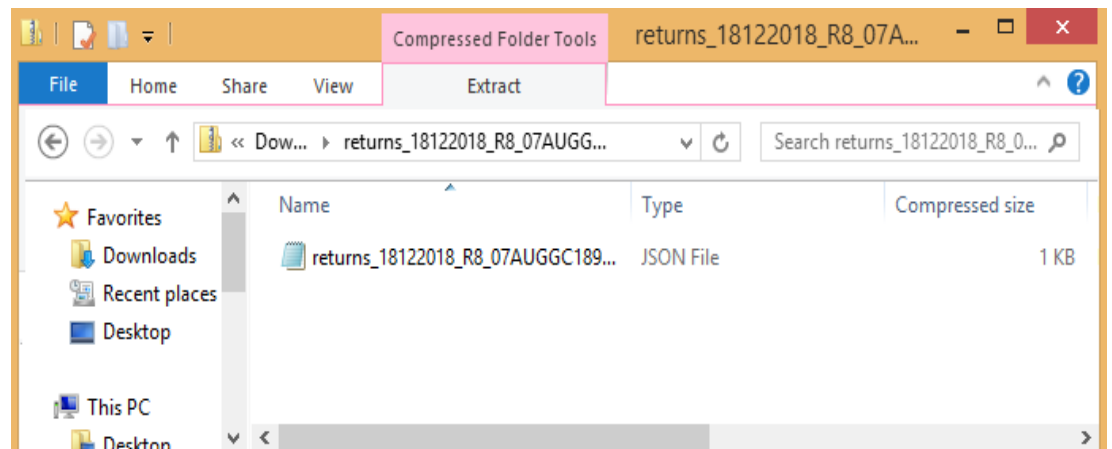 Compressed Folder Tools returns_18122018_R8_07A...
File Home Share View Extract
« Dow... returns_18122018_R8_07AUGG... Search returns_18122018_R8_0...
Favorites Name Type Compressed size
Downloads returns_18122018_R8_07AUGGC189... JSON File 1 KB
Recent places
Desktop
This PC
Desktop